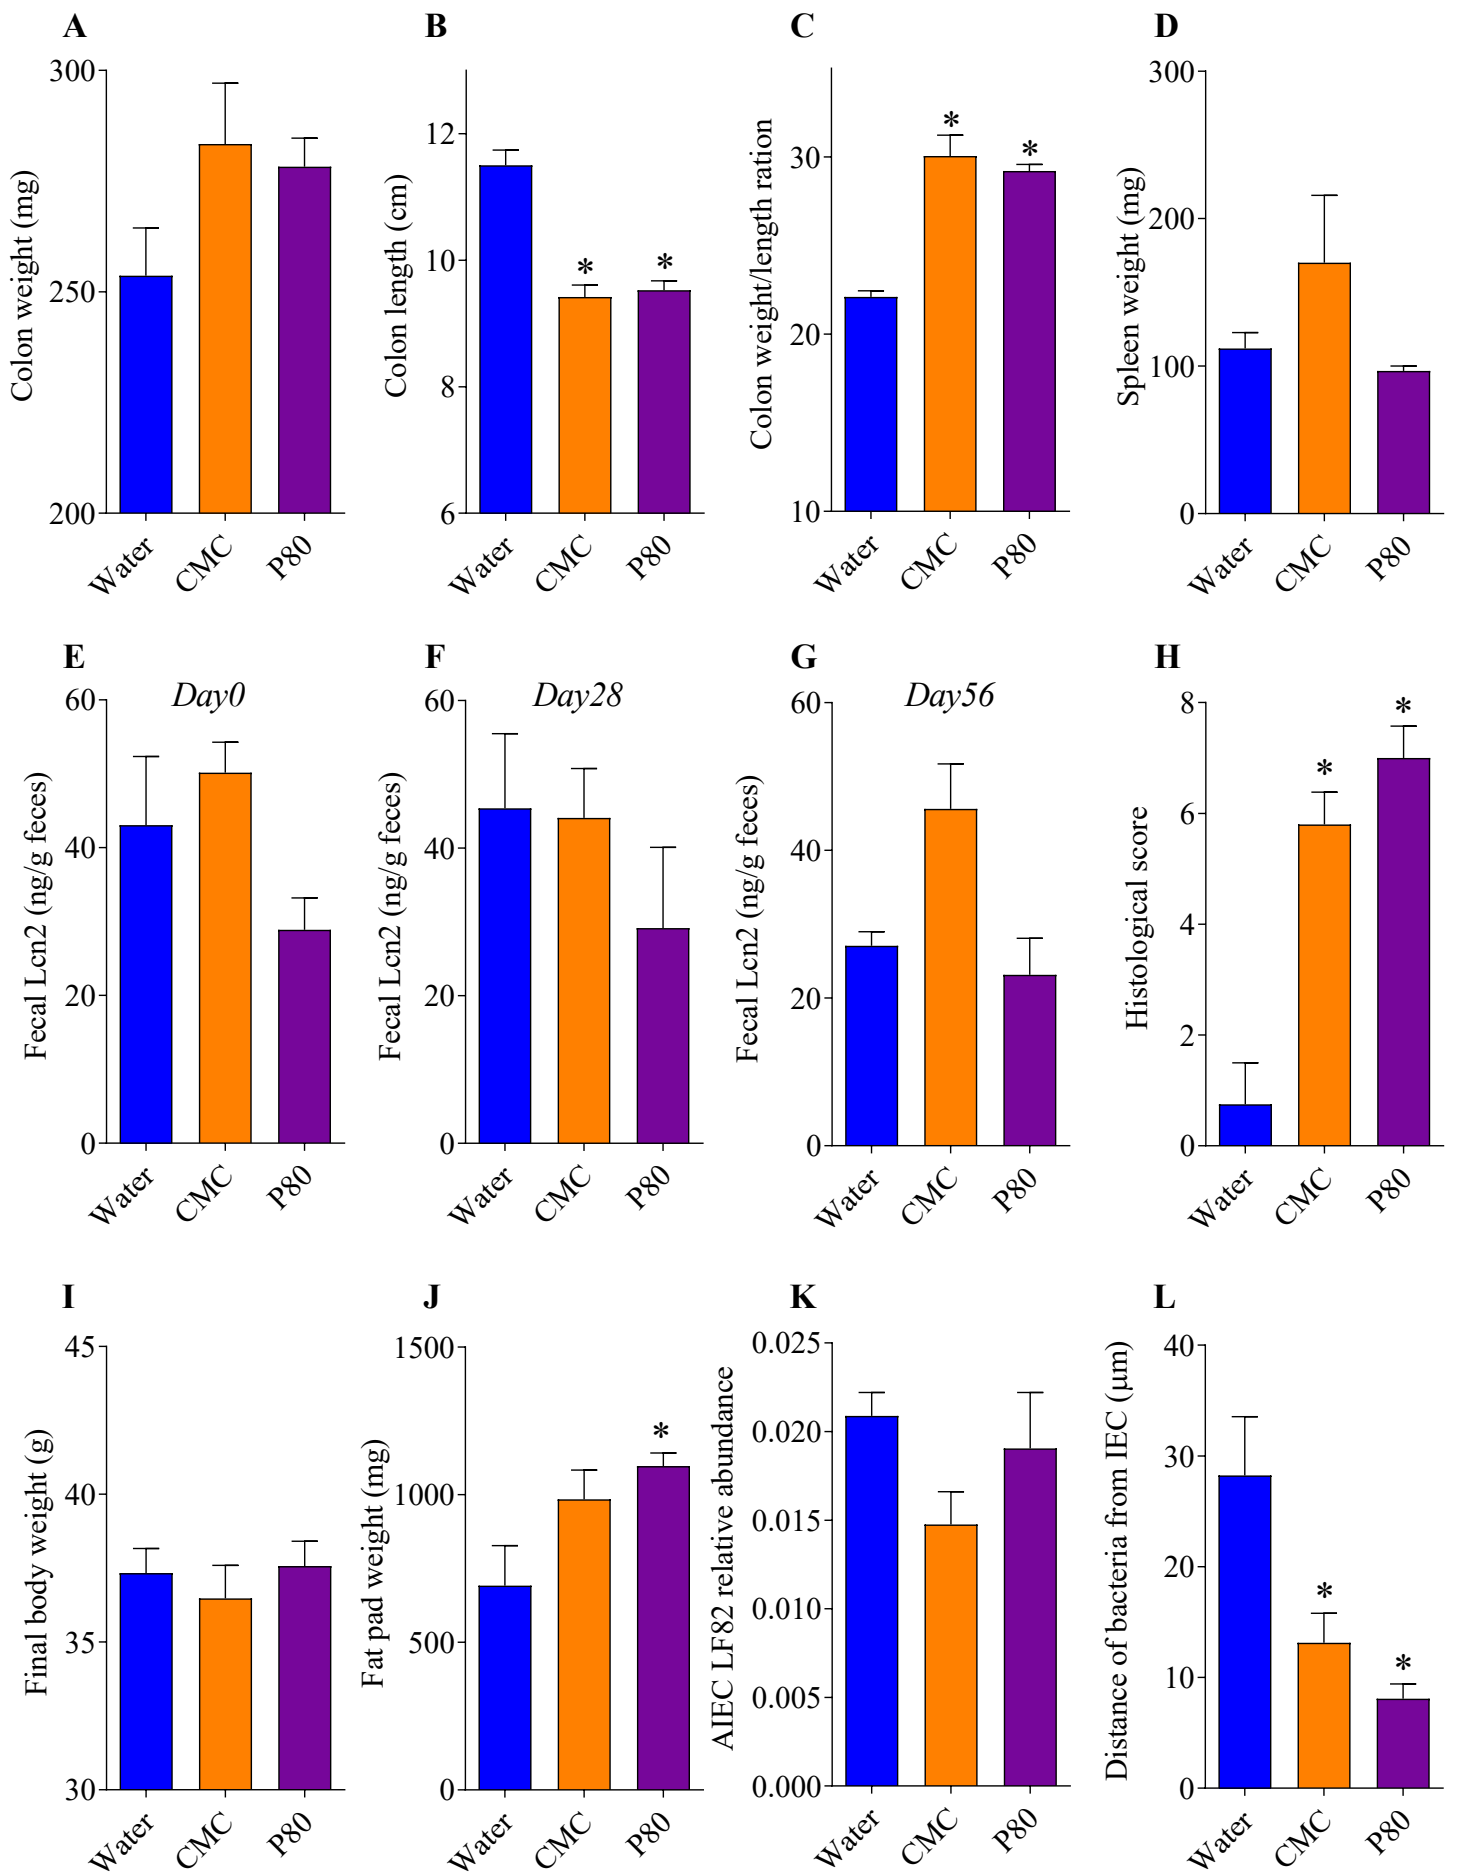 A
B
C
D
Colon weight (mg)
300
250
200
Water
CMC
P80
Colon length (cm)
12
10
8
6
*
*
Water
CMC
P80
Colon weight/length ration
30
20
10
*
*
Water
CMC
P80
Spleen weight (mg)
300
200
100
0
Water
CMC
P80
E
F
G
H
Day0
Fecal Lcn2 (ng/g feces)
60
40
20
0
Water
CMC
P80
Day28
Fecal Lcn2 (ng/g feces)
60
40
20
0
Water
CMC
P80
Day56
Fecal Lcn2 (ng/g feces)
60
40
20
0
Water
CMC
P80
Histological score
8
6
4
2
0
*
*
Water
CMC
P80
I
J
K
L
Final body weight (g)
45
40
35
30
Water
CMC
P80
Fat pad weight (mg)
1500
1000
500
0
*
Water
CMC
P80
AIEC LF82 relative abundance
0.025
0.020
0.015
0.010
0.005
0.000
Water
CMC
P80
Distance of bacteria from IEC (μm)
40
30
20
10
0
*
*
Water
CMC
P80